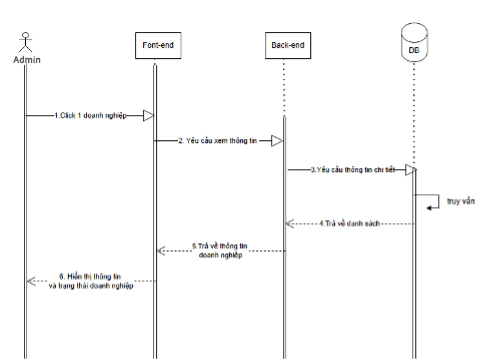 Admin
Font-end
Back-end
DB
1.Click 1 doanh nghiệp
2. Yêu cầu xem thông tin
3.Yêu cầu thông tin chi tiết
truy vấn
4.Trả về danh sách
5.Trả về thông tin
doanh nghiệp
6. Hiển thị thông tin
và trạng thái doanh nghiệp